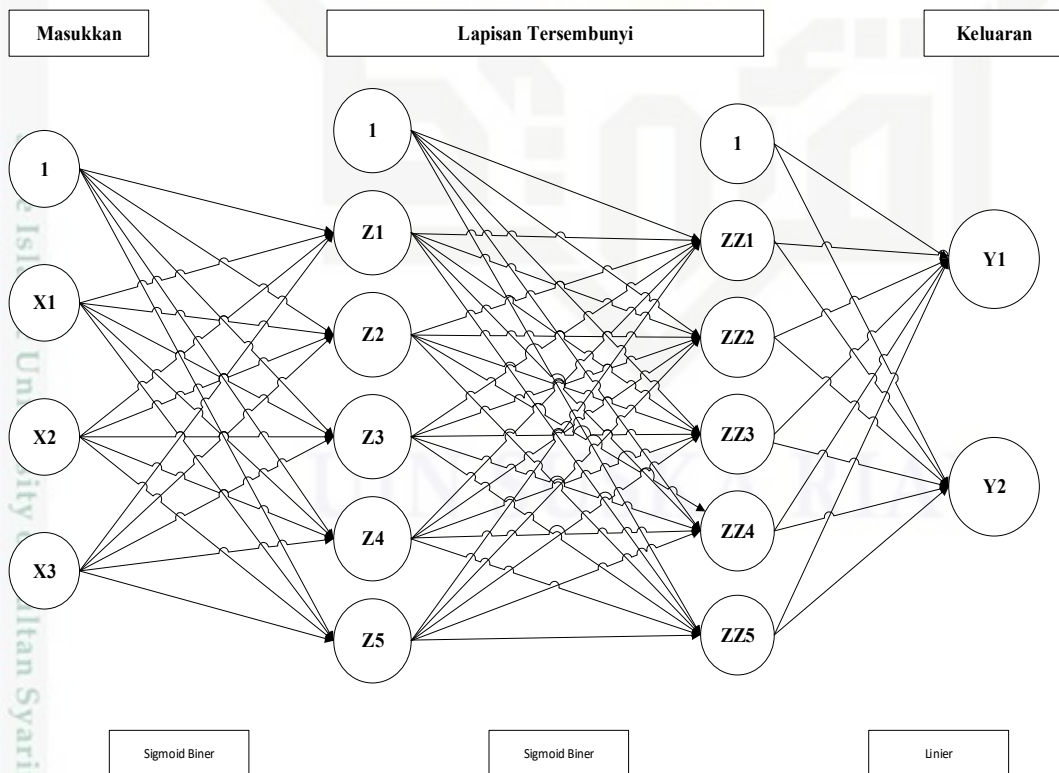 Masukkan
Lapisan Tersembunyi
Keluaran
1
1
1
X1
X2
X3
Z1
Z2
Z3
Z4
Z5
ZZ1
ZZ2
ZZ3
ZZ4
ZZ5
Y1
Y2
Sigmoid Biner
Sigmoid Biner
Linier